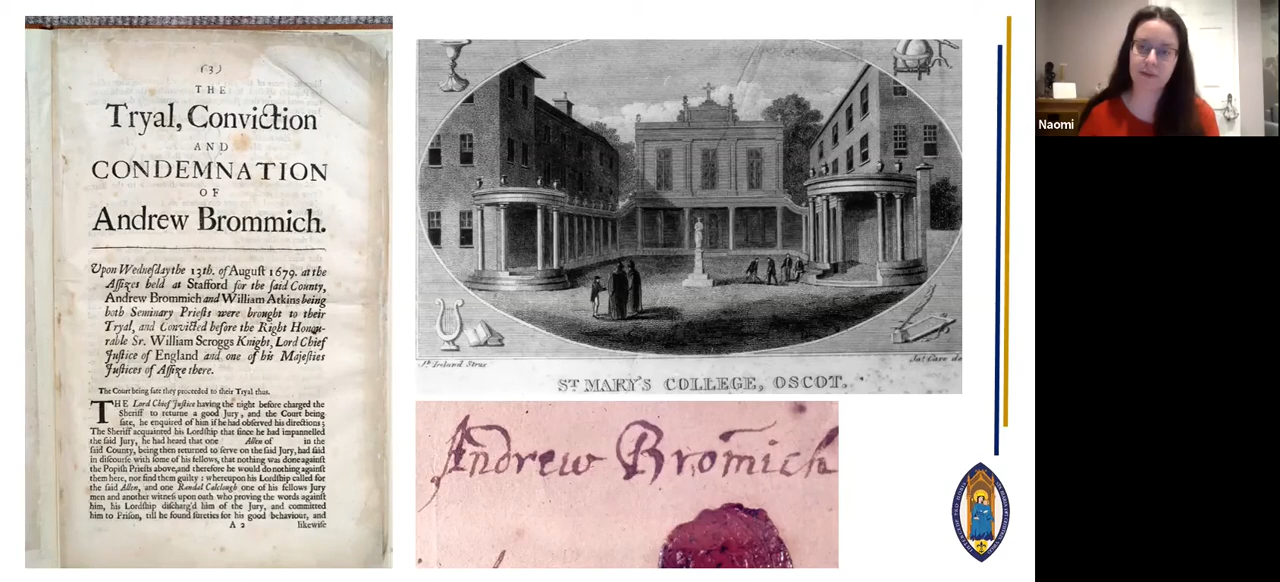 (3)
THE
Tryal, Conviction
AND
CONDEMNATION
OF
Andrew Brommich.
Upon Wednesday the 13th. of August 1679. at the
Assizes held at Stafford for the said County,
Andrew Brommich and William Atkins being
both Seminary Priests were brought to their
Tryal, and Convicted before the Right Honou-
rable Sr. William Scroggs Knight, Lord Chief
Justice of England and one of his Majesties
Justices of Assize there.
The Court being sate they proceeded to their Tryal thus.
THE Lord Chief Justice having the night before charged the
Sheriff to returne a good Jury, and the Court being
sate, he enquired of him if he had observed his directions;
The Sheriff acquainted his Lordship that since he had impannelled
the said Jury, he had heard that one Allen of in the
said County, being then returned to serve on the said Jury, had said
in discourse with some of his fellows, that nothing was done against
the Popish Priests above, and therefore he would do nothing against
them here, nor find them guilty: whereupon his Lordship called for
the said Allen, and one Randal Calclough one of his fellows Jury
men and another witness upon oath who proving the words against
him, his Lordship discharg'd him of the Jury, and committed
him to Prison, till he found sureties for his good behaviour, and
A 2 likewise
ST MARY'S COLLEGE, OSCOT.
Andrew Bromich
Naomi